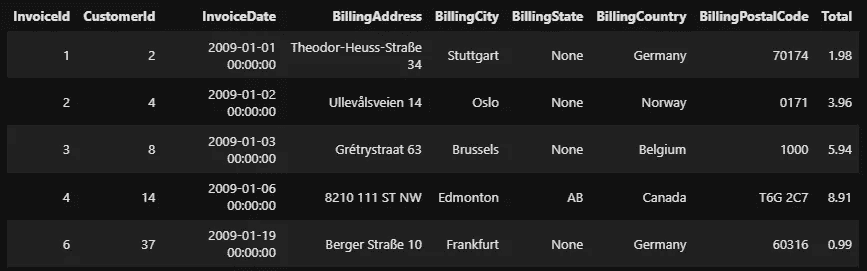 InvoiceId CustomerId InvoiceDate BillingAddress BillingCity BillingState BillingCountry BillingPostalCode Total
1 2 2009-01-01 00:00:00 Theodor-Heuss-Straße 34 Stuttgart None Germany 70174 1.98
2 4 2009-01-02 00:00:00 Ullevålsveien 14 Oslo None Norway 0171 3.96
3 8 2009-01-03 00:00:00 Grétrystraat 63 Brussels None Belgium 1000 5.94
4 14 2009-01-06 00:00:00 8210 111 ST NW Edmonton AB Canada T6G 2C7 8.91
6 37 2009-01-19 00:00:00 Berger Straße 10 Frankfurt None Germany 60316 0.99